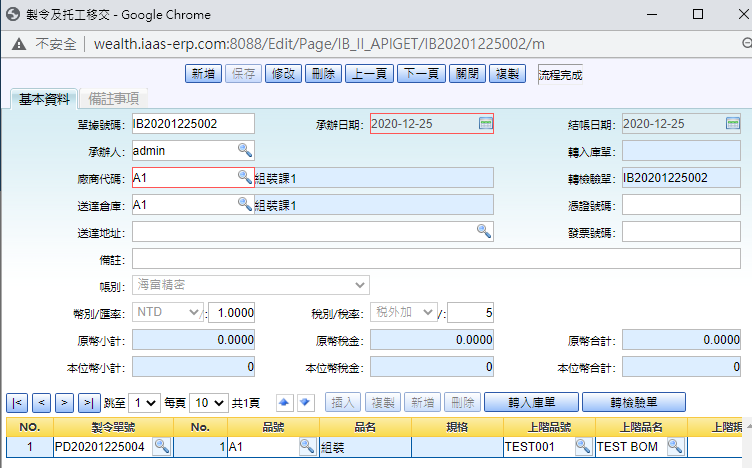 製令及托工移交 - Google Chrome
不安全 wealth.iaas-erp.com:8088/Edit/Page/IB_II_APIGET/IB20201225002/m
新增 保存 修改 刪除 上一頁 下一頁 關閉 複製 流程完成
基本資料 備註事項
單據號碼: IB20201225002 承辦日期: 2020-12-25 結帳日期: 2020-12-25
承辦人: admin 轉入庫單:
廠商代碼: A1 組裝課1 轉檢驗單: IB20201225002
送達倉庫: A1 組裝課1 憑證號碼:
送達地址: 發票號碼:
備註:
帳別: 海富精密
幣別/匯率: NTD /: 1.0000 稅別/稅率: 税外加 /: 5
原幣小計: 0.0000 原幣稅金: 0.0000 原幣合計: 0.0000
本位幣小計: 0 本位幣稅金: 0 本位幣合計: 0
|< < > >| 跳至 1 每頁 10 共1頁 插入 複製 新增 刪除 轉入庫單 轉檢驗單
NO. 製令單號 No. 品號 品名 規格 上階品號 上階品名 上階規
1 PD20201225004 1 A1 組裝 TEST001 TEST BOM